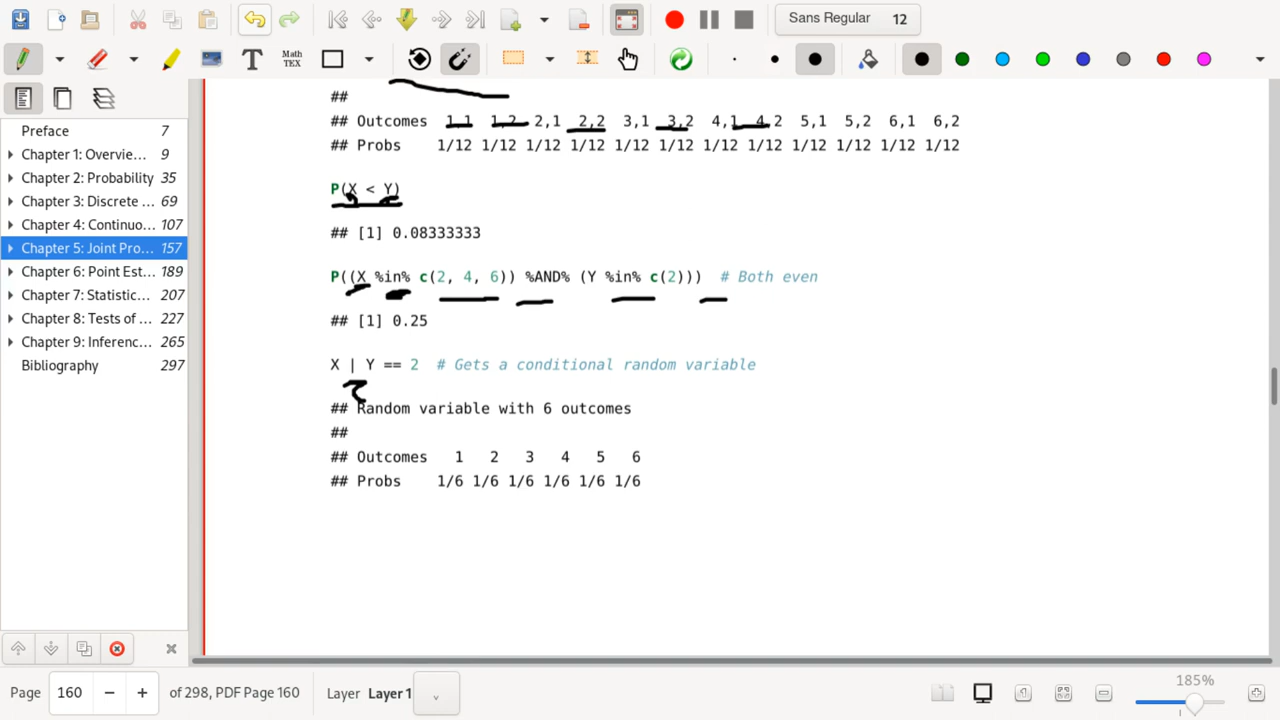 Sans Regular 12
T Math TEX
Preface 7
Chapter 1: Overvie... 9
Chapter 2: Probability 35
Chapter 3: Discrete ... 69
Chapter 4: Continuo... 107
Chapter 5: Joint Pro... 157
Chapter 6: Point Est... 189
Chapter 7: Statistic... 207
Chapter 8: Tests of ... 227
Chapter 9: Inferenc... 265
Bibliography 297
##
## Outcomes 1,1 1,2 2,1 2,2 3,1 3,2 4,1 4,2 5,1 5,2 6,1 6,2
## Probs 1/12 1/12 1/12 1/12 1/12 1/12 1/12 1/12 1/12 1/12 1/12 1/12
P(X < Y)
## [1] 0.08333333
P((X %in% c(2, 4, 6)) %AND% (Y %in% c(2))) # Both even
## [1] 0.25
X | Y == 2 # Gets a conditional random variable
## Random variable with 6 outcomes
##
## Outcomes 1 2 3 4 5 6
## Probs 1/6 1/6 1/6 1/6 1/6 1/6
Page 160 − + of 298, PDF Page 160 Layer Layer 1 185%